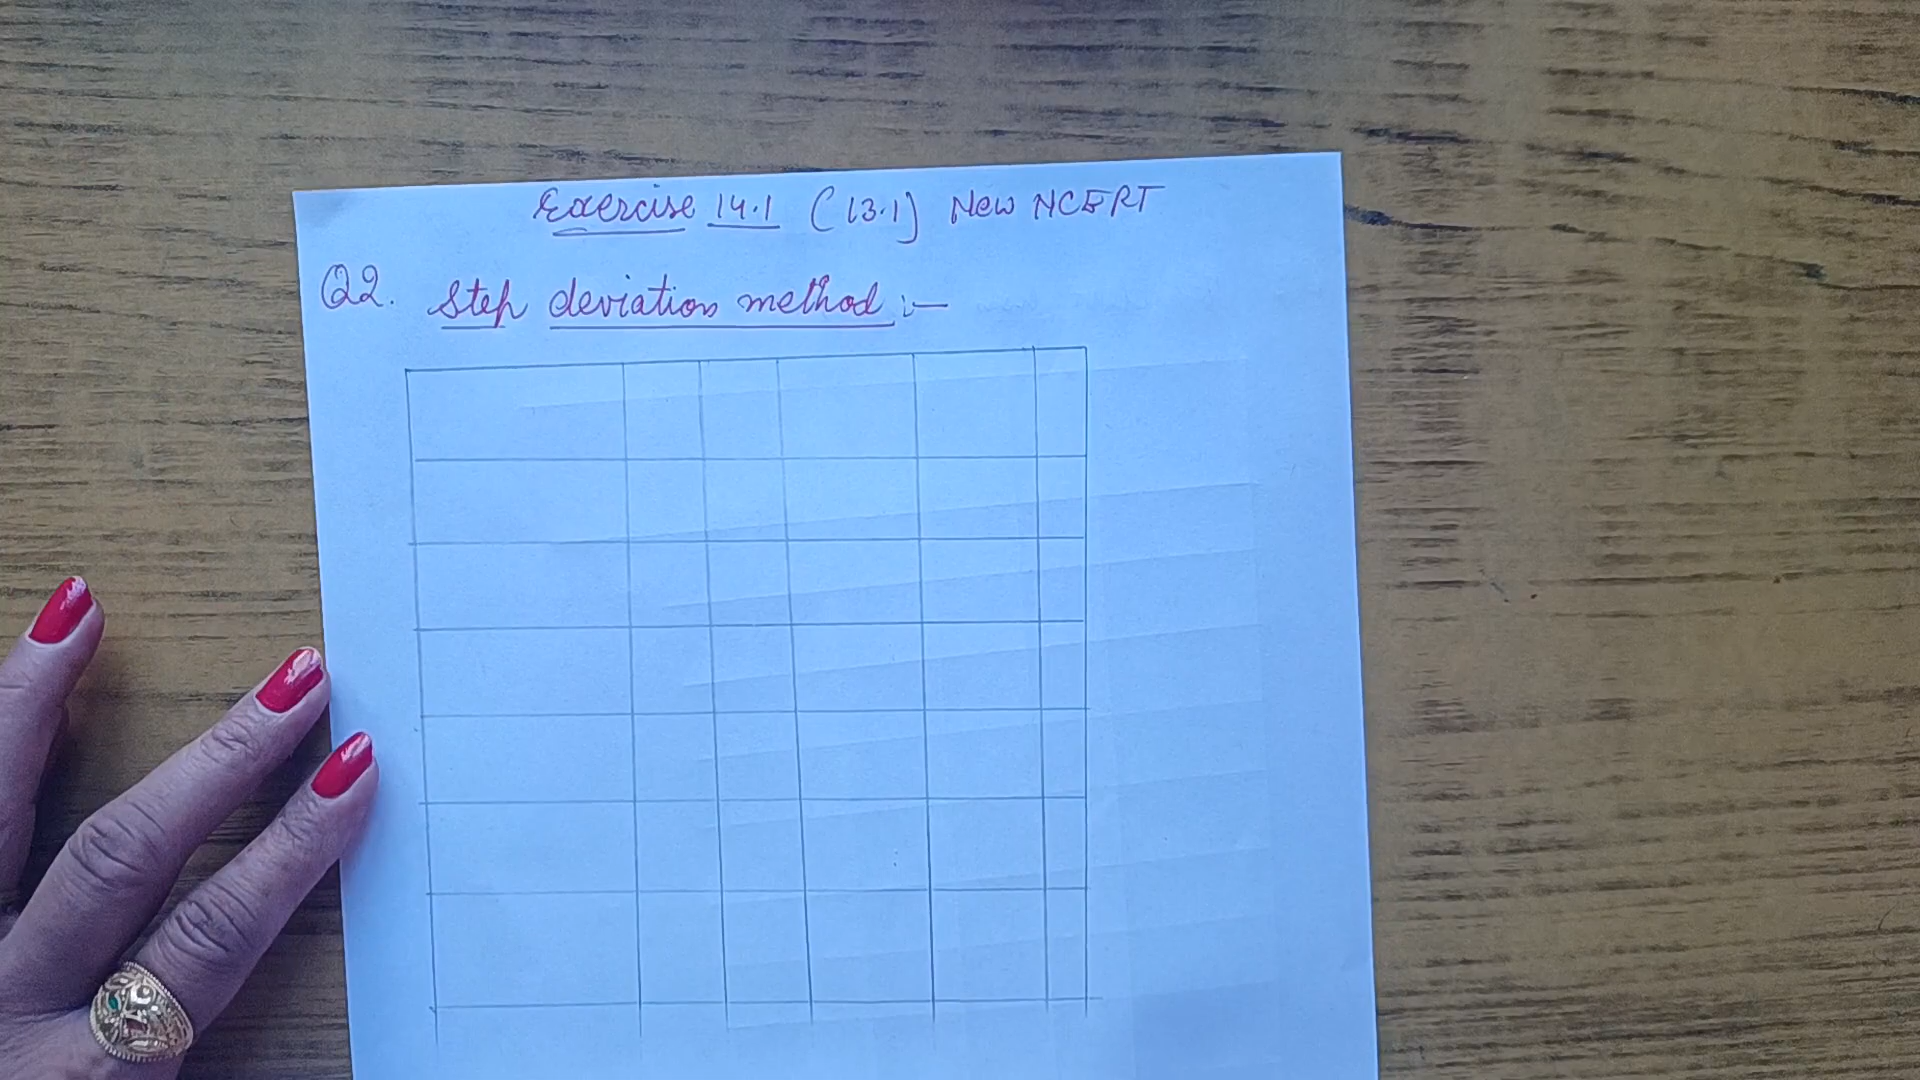 Exercise 14.1 (13.1) New NCERT
Q2. Step deviation method :-